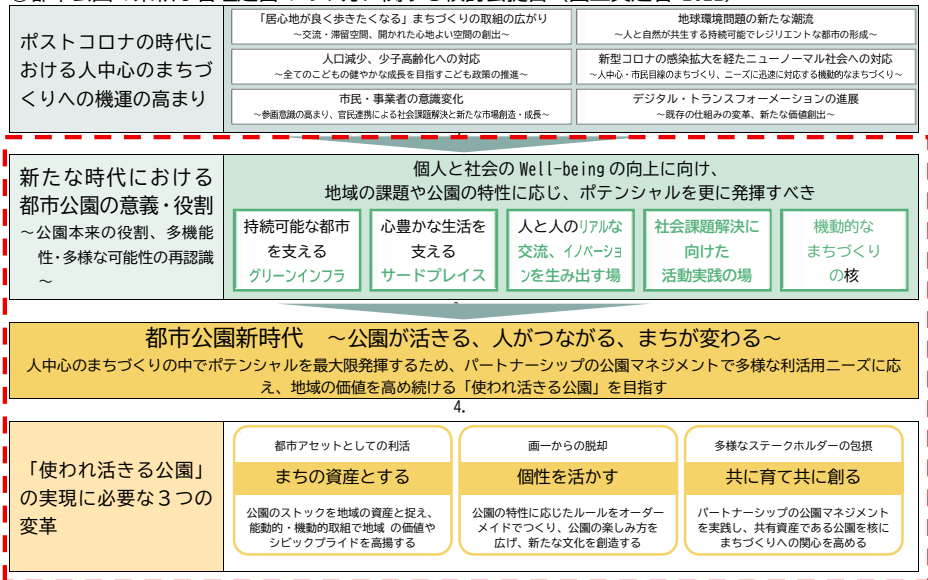 ポストコロナの時代に
おける人中心のまちづ
くりへの機運の高まり
「居心地が良く歩きたくなる」まちづくりの取組の広がり
～交流・滞留空間、開かれた心地よい空間の創出～
地球環境問題の新たな潮流
～人と自然が共生する持続可能でレジリエントな都市の形成～
人口減少、少子高齢化への対応
～全てのこどもの健やかな成長を目指すこども政策の推進～
新型コロナの感染拡大を経たニューノーマル社会への対応
～人中心・市民目線のまちづくり、ニーズに迅速に対応する機動的なまちづくり～
市民・事業者の意識変化
～参画意識の高まり、官民連携による社会課題解決と新たな市場創造・成長～
デジタル・トランスフォーメーションの進展
～既存の仕組みの変革、新たな価値創出～
新たな時代における
都市公園の意義・役割
～公園本来の役割、多機能
性・多様な可能性の再認識
～
個人と社会の Well-being の向上に向け、
地域の課題や公園の特性に応じ、ポテンシャルを更に発揮すべき
持続可能な都市
を支える
グリーンインフラ
心豊かな生活を
支える
サードプレイス
人と人のリアルな
交流、イノベーショ
ンを生み出す場
社会課題解決に
向けた
活動実践の場
機動的な
まちづくり
の核
都市公園新時代　～公園が活きる、人がつながる、まちが変わる～
人中心のまちづくりの中でポテンシャルを最大限発揮するため、パートナーシップの公園マネジメントで多様な利活用ニーズに応
え、地域の価値を高め続ける「使われ活きる公園」を目指す
4.
「使われ活きる公園」
の実現に必要な３つの
変革
都市アセットとしての利活
まちの資産とする
公園のストックを地域の資産と捉え、
能動的・機動的取組で地域 の価値や
シビックプライドを高揚する
画一からの脱却
個性を活かす
公園の特性に応じたルールをオーダー
メイドでつくり、公園の楽しみ方を
広げ、新たな文化を創造する
多様なステークホルダーの包摂
共に育て共に創る
パートナーシップの公園マネジメント
を実践し、共有資産である公園を核に
まちづくりへの関心を高める